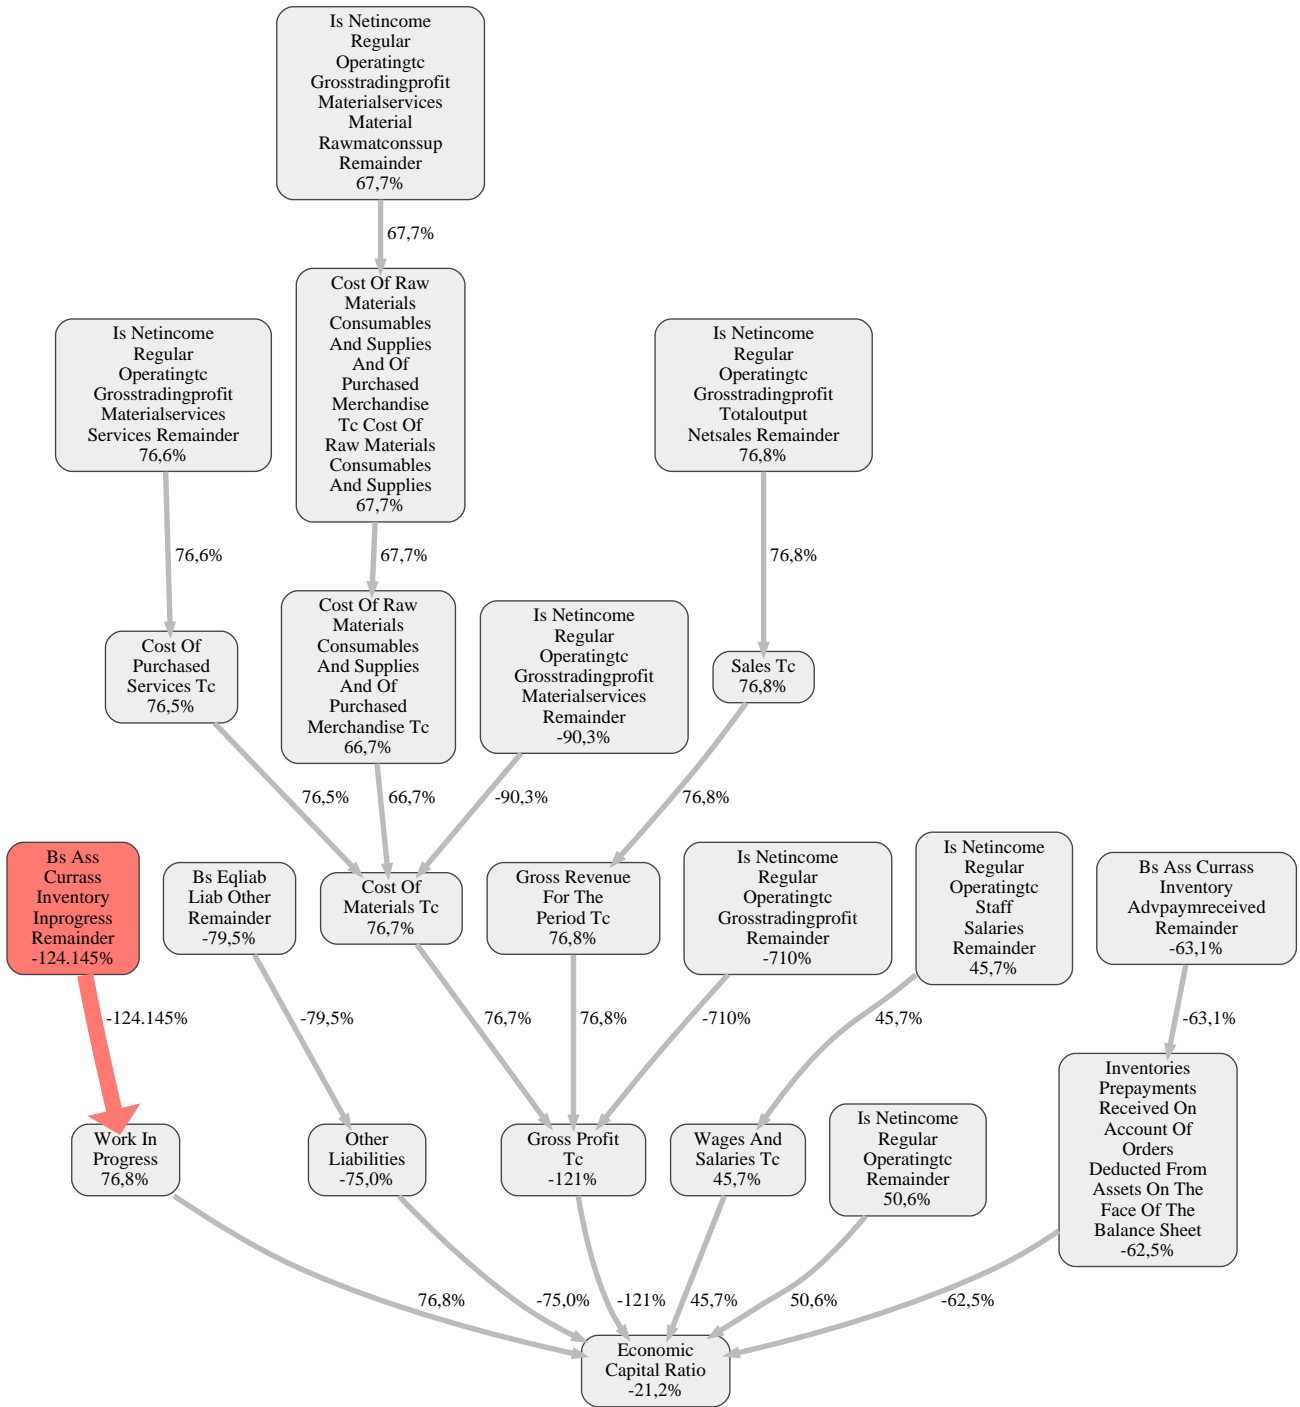 Is Netincome
Regular
Operatingtc
Grosstradingprofit
Materialservices
Material
Rawmatconssup
Remainder
67,7%
67,7%
Is Netincome
Regular
Operatingtc
Grosstradingprofit
Materialservices
Services Remainder
76,6%
Cost Of Raw
Materials
Consumables
And Supplies
And Of
Purchased
Merchandise
Tc Cost Of
Raw Materials
Consumables
And Supplies
67,7%
Is Netincome
Regular
Operatingtc
Grosstradingprofit
Totaloutput
Netsales Remainder
76,8%
76,6%
67,7%
76,8%
Cost Of
Purchased
Services Tc
76,5%
Cost Of Raw
Materials
Consumables
And Supplies
And Of
Purchased
Merchandise Tc
66,7%
Is Netincome
Regular
Operatingtc
Grosstradingprofit
Materialservices
Remainder
-90,3%
Sales Tc
76,8%
76,5%
66,7%
-90,3%
76,8%
Bs Ass
Currass
Inventory
Inprogress
Remainder
-124.145%
Bs Eqliab
Liab Other
Remainder
-79,5%
Cost Of
Materials Tc
76,7%
Gross Revenue
For The
Period Tc
76,8%
Is Netincome
Regular
Operatingtc
Grosstradingprofit
Remainder
-710%
Is Netincome
Regular
Operatingtc
Staff
Salaries
Remainder
45,7%
Bs Ass Currass
Inventory
Advpaymreceived
Remainder
-63,1%
-124.145%
-79,5%
76,7%
76,8%
-710%
45,7%
-63,1%
Work In
Progress
76,8%
Other
Liabilities
-75,0%
Gross Profit
Tc
-121%
Wages And
Salaries Tc
45,7%
Is Netincome
Regular
Operatingtc
Remainder
50,6%
Inventories
Prepayments
Received On
Account Of
Orders
Deducted From
Assets On The
Face Of The
Balance Sheet
-62,5%
76,8%
-75,0%
-121%
45,7%
50,6%
-62,5%
Economic
Capital Ratio
-21,2%